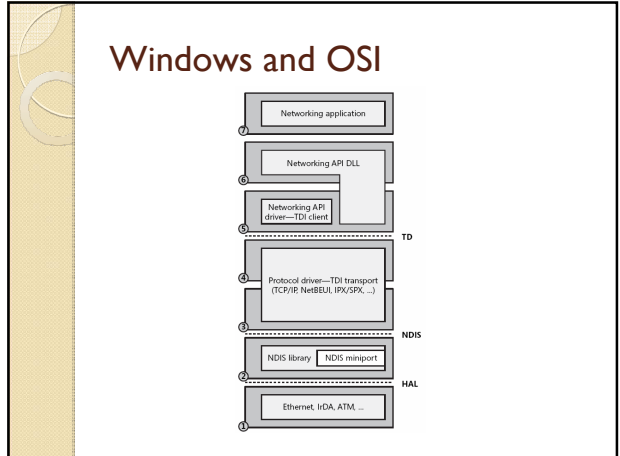 Windows and OSI
Networking application
7
Networking API DLL
6
Networking API
driver—TDI client
5
TD
4
Protocol driver—TDI transport
(TCP/IP, NetBEUI, IPX/SPX, ...)
3
NDIS
NDIS library NDIS miniport
2
HAL
Ethernet, IrDA, ATM, ...
1